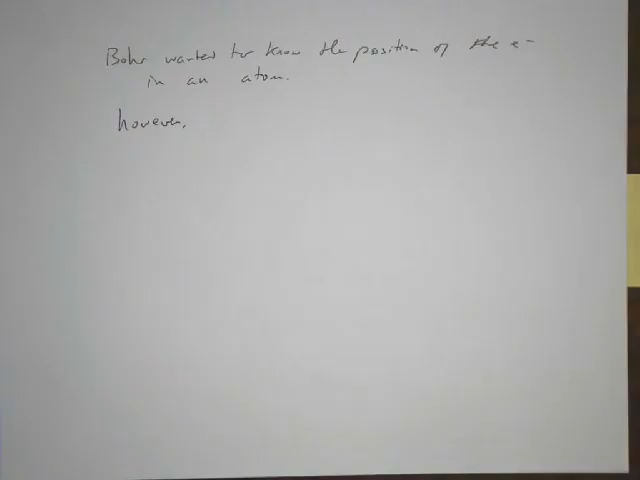 Bohr wanted to know the position of the e-
in an atom.
however,